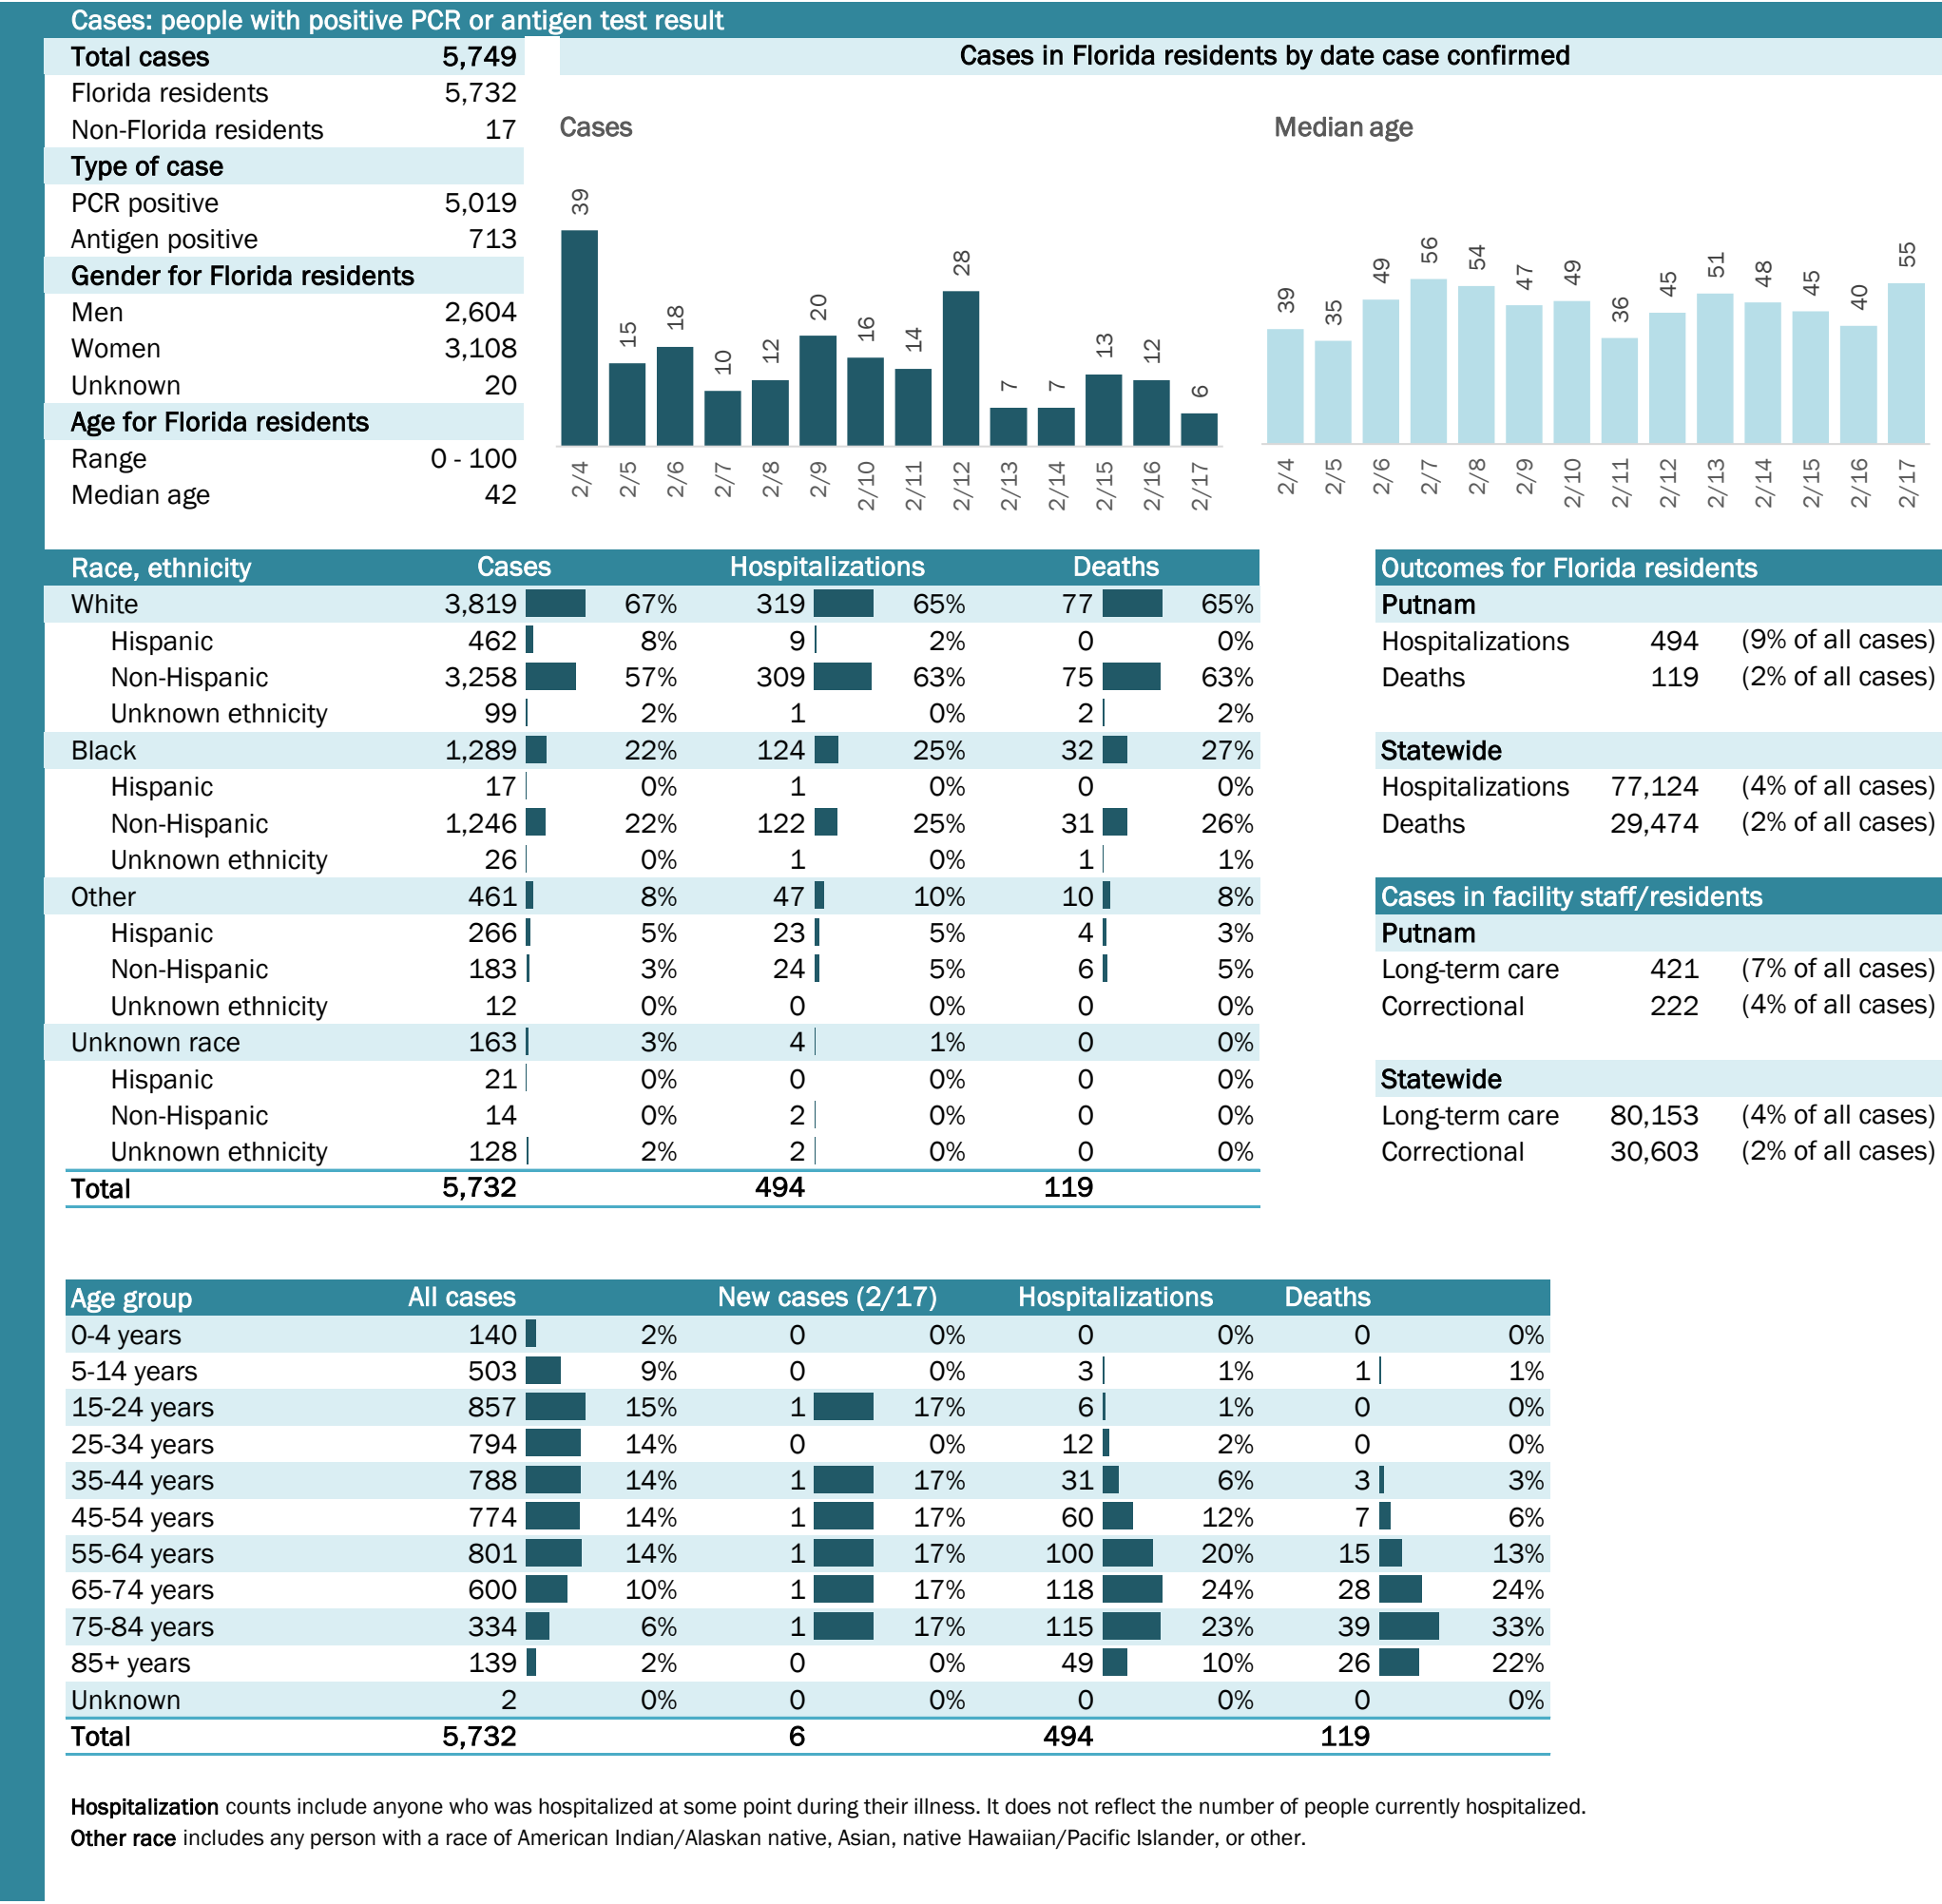 Cases: people with positive PCR or antigen test result
Total cases 5,749
Florida residents 5,732
Non-Florida residents 17
Type of case
PCR positive 5,019
Antigen positive 713
Gender for Florida residents
Men 2,604
Women 3,108
Unknown 20
Age for Florida residents
Range 0 - 100
Median age 42
Cases in Florida residents by date case confirmed
Cases
39 15 18 10 12 20 16 14 28 7 7 13 12 6
2/4 2/5 2/6 2/7 2/8 2/9 2/10 2/11 2/12 2/13 2/14 2/15 2/16 2/17
Median age
39 35 49 56 54 47 49 36 45 51 48 45 40 55
2/4 2/5 2/6 2/7 2/8 2/9 2/10 2/11 2/12 2/13 2/14 2/15 2/16 2/17
Race, ethnicity Cases Hospitalizations Deaths
White 3,819 67% 319 65% 77 65%
Hispanic 462 8% 9 2% 0 0%
Non-Hispanic 3,258 57% 309 63% 75 63%
Unknown ethnicity 99 2% 1 0% 2 2%
Black 1,289 22% 124 25% 32 27%
Hispanic 17 0% 1 0% 0 0%
Non-Hispanic 1,246 22% 122 25% 31 26%
Unknown ethnicity 26 0% 1 0% 1 1%
Other 461 8% 47 10% 10 8%
Hispanic 266 5% 23 5% 4 3%
Non-Hispanic 183 3% 24 5% 6 5%
Unknown ethnicity 12 0% 0 0% 0 0%
Unknown race 163 3% 4 1% 0 0%
Hispanic 21 0% 0 0% 0 0%
Non-Hispanic 14 0% 2 0% 0 0%
Unknown ethnicity 128 2% 2 0% 0 0%
Total 5,732 494 119
Outcomes for Florida residents
Putnam
Hospitalizations 494 (9% of all cases)
Deaths 119 (2% of all cases)
Statewide
Hospitalizations 77,124 (4% of all cases)
Deaths 29,474 (2% of all cases)
Cases in facility staff/residents
Putnam
Long-term care 421 (7% of all cases)
Correctional 222 (4% of all cases)
Statewide
Long-term care 80,153 (4% of all cases)
Correctional 30,603 (2% of all cases)
Age group All cases New cases (2/17) Hospitalizations Deaths
0-4 years 140 2% 0 0% 0 0% 0 0%
5-14 years 503 9% 0 0% 3 1% 1 1%
15-24 years 857 15% 1 17% 6 1% 0 0%
25-34 years 794 14% 0 0% 12 2% 0 0%
35-44 years 788 14% 1 17% 31 6% 3 3%
45-54 years 774 14% 1 17% 60 12% 7 6%
55-64 years 801 14% 1 17% 100 20% 15 13%
65-74 years 600 10% 1 17% 118 24% 28 24%
75-84 years 334 6% 1 17% 115 23% 39 33%
85+ years 139 2% 0 0% 49 10% 26 22%
Unknown 2 0% 0 0% 0 0% 0 0%
Total 5,732 6 494 119
Hospitalization counts include anyone who was hospitalized at some point during their illness. It does not reflect the number of people currently hospitalized.
Other race includes any person with a race of American Indian/Alaskan native, Asian, native Hawaiian/Pacific Islander, or other.